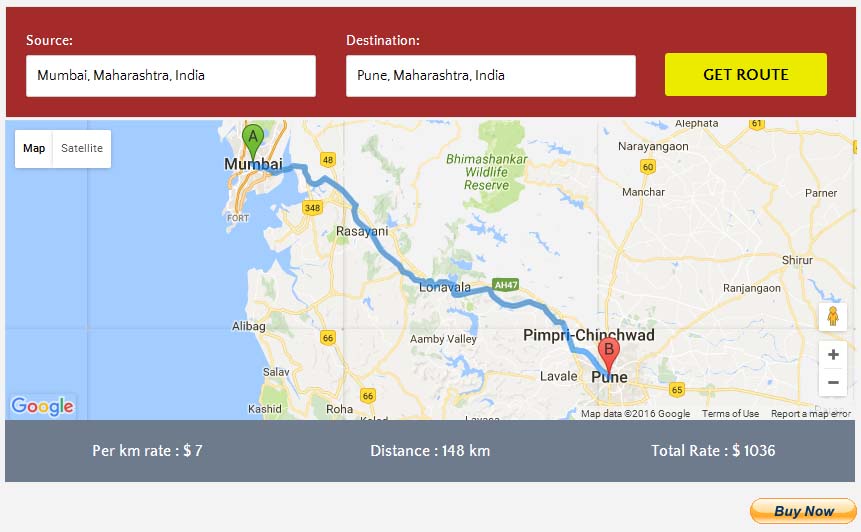 Source:
Destination:
Mumbai, Maharashtra, India
Pune, Maharashtra, India
GET ROUTE
Map
Satellite
A
Mumbai
48
348
FORT
Rasayani
Bhimashankar
Wildlife
Reserve
Alephata
61
Narayangaon
60
Manchar
Parner
Shirur
Ranjangaon
Lonavala
AH47
Alibag
66
Aamby Valley
Pimpri-Chinchwad
B
Lavale
Pune
65
Salav
66
Kashid
Roha
Google
Map data ©2016 Google
Terms of Use
Report a map error
Per km rate : $ 7
Distance : 148 km
Total Rate : $ 1036
Buy Now